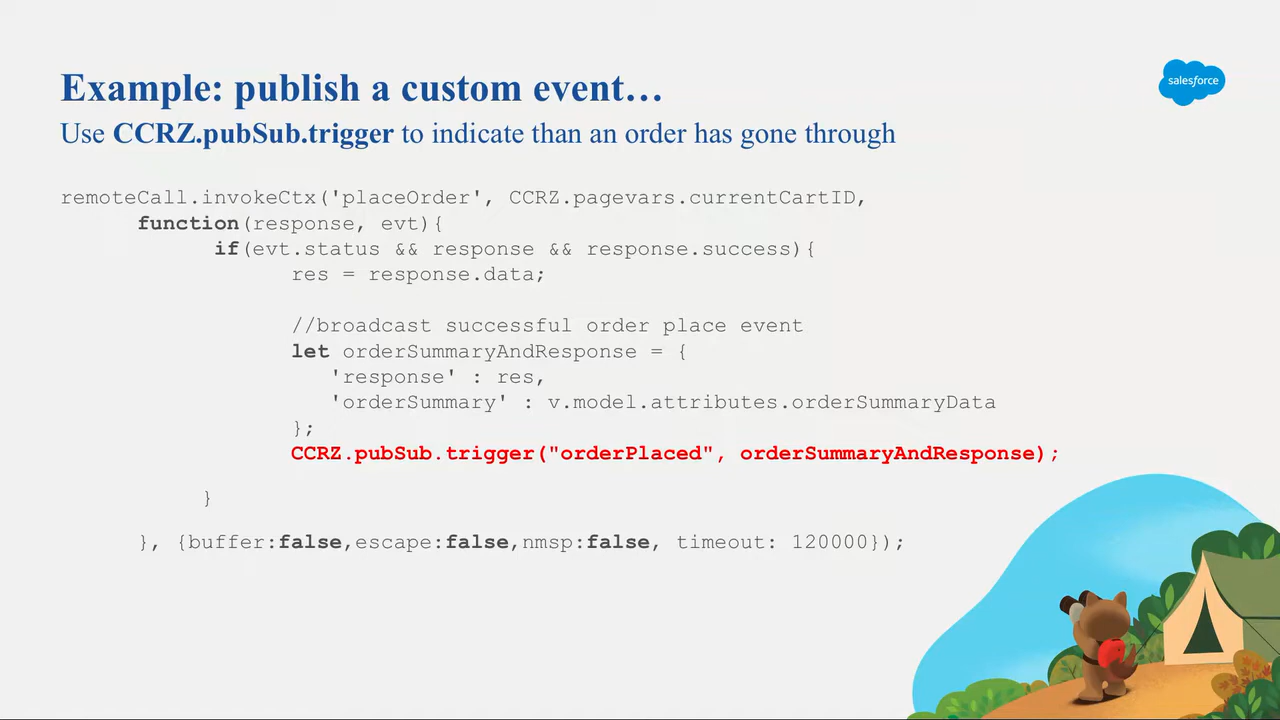 Example: publish a custom event…
salesforce
Use CCRZ.pubSub.trigger to indicate than an order has gone through
remoteCall.invokeCtx('placeOrder', CCRZ.pagevars.currentCartID,
function(response, evt){
if(evt.status && response && response.success){
res = response.data;
//broadcast successful order place event
let orderSummaryAndResponse = {
'response' : res,
'orderSummary' : v.model.attributes.orderSummaryData
};
CCRZ.pubSub.trigger("orderPlaced", orderSummaryAndResponse);
}
}, {buffer:false,escape:false,nmsp:false, timeout: 120000});